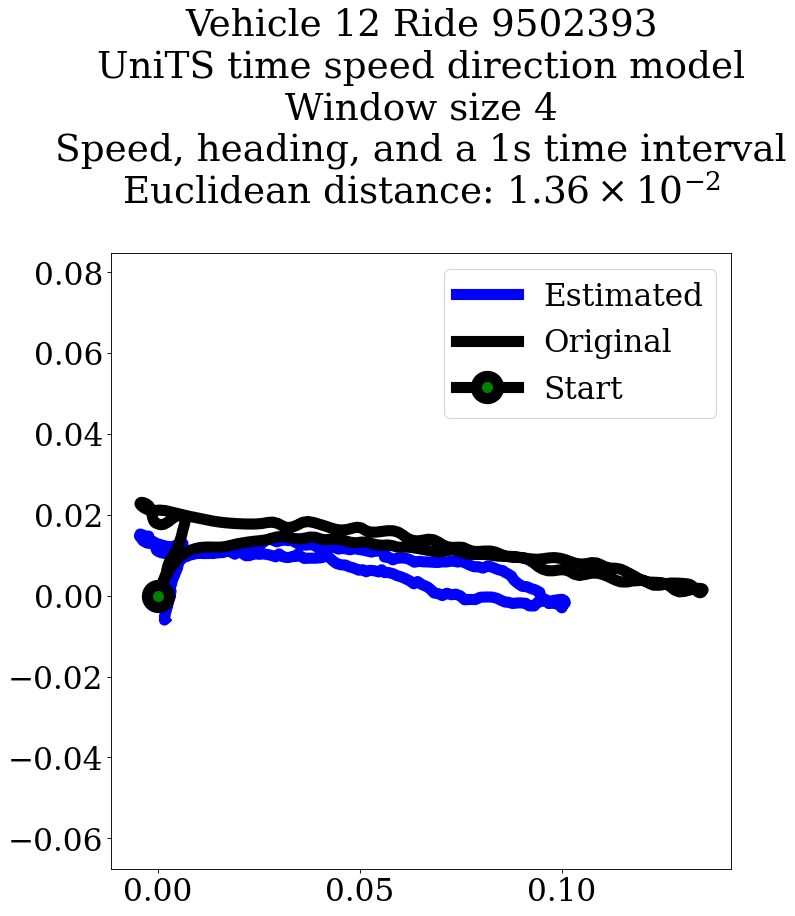 Vehicle 12 Ride 9502393
UniTS time speed direction model
Window size 4
Speed, heading, and a 1s time interval
Euclidean distance: 1.36 × 10⁻²
Estimated
Original
Start
0.08
0.06
0.04
0.02
0.00
−0.02
−0.04
−0.06
0.00 0.05 0.10